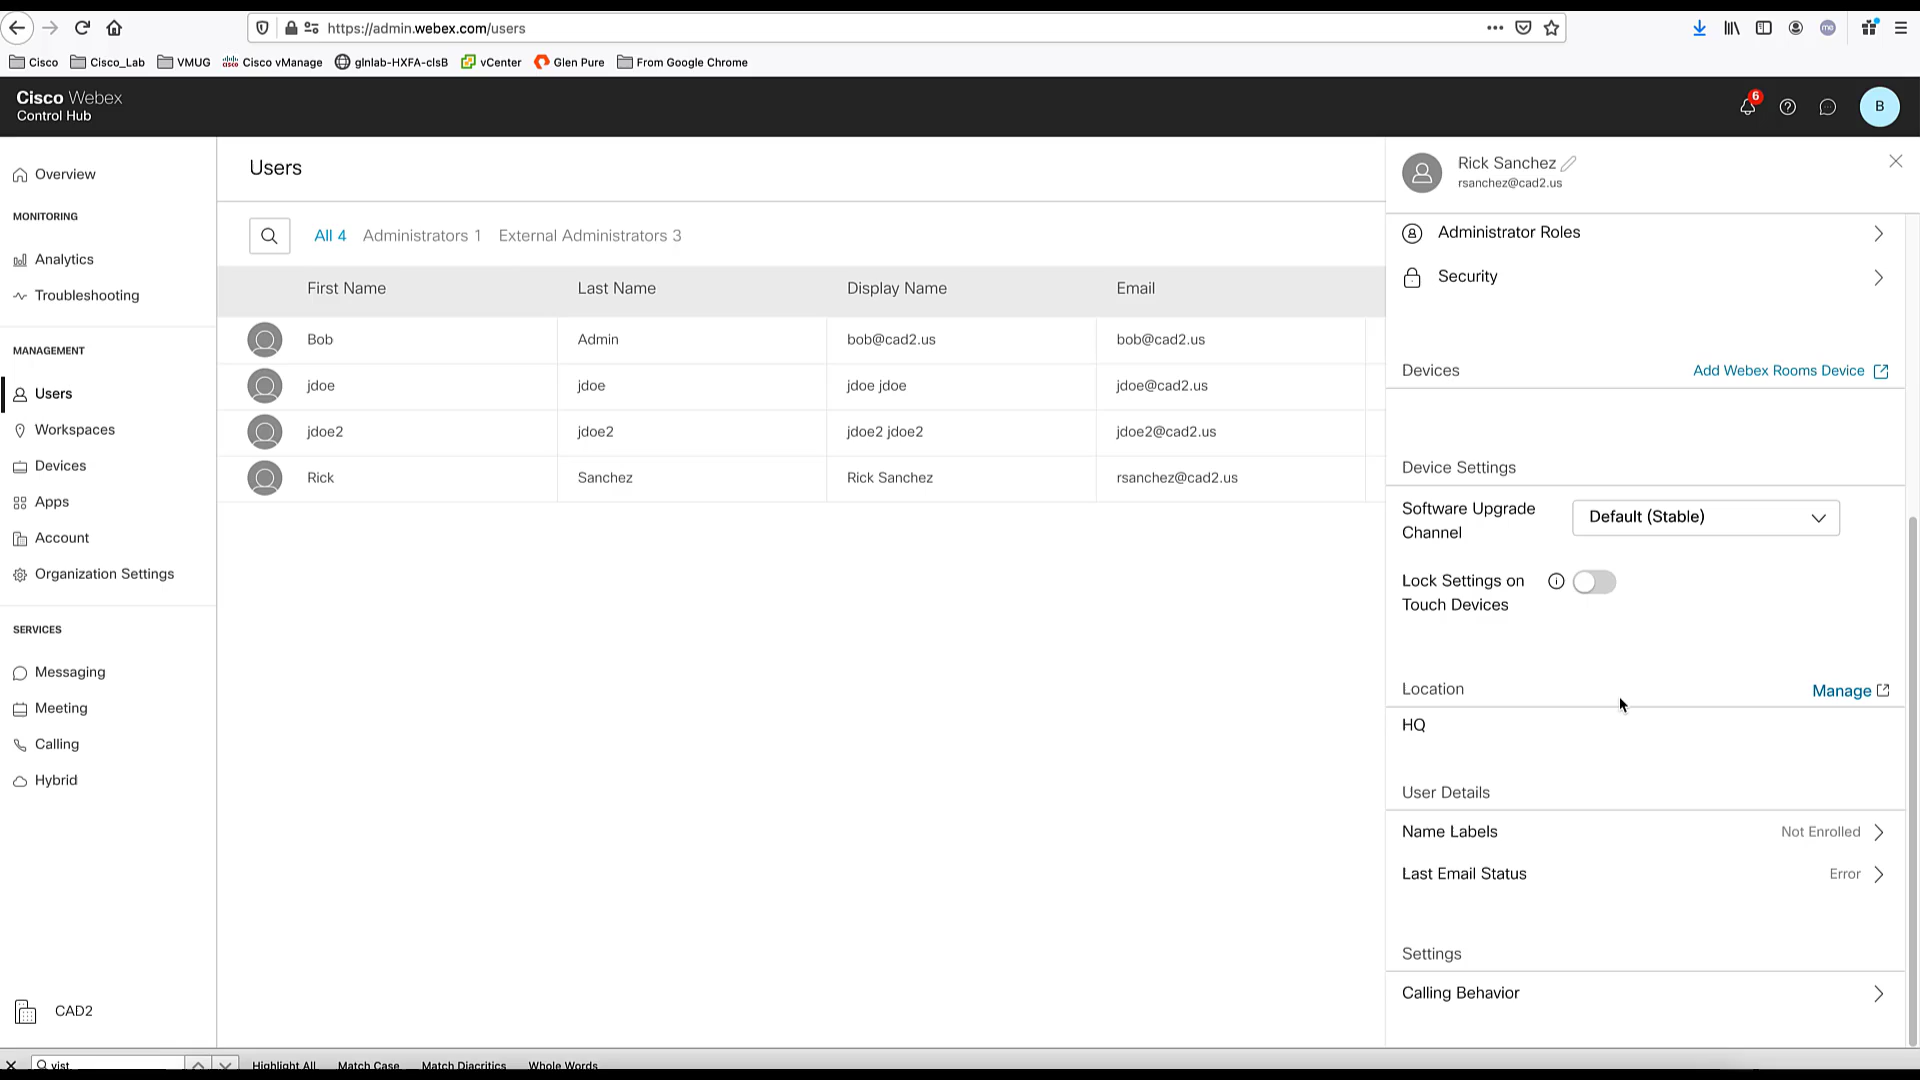 https://admin.webex.com/users
Cisco Cisco_Lab VMUG Cisco vManage glnlab-HXFA-clsB vCenter Glen Pure From Google Chrome
Cisco Webex
Control Hub
6
B
Overview
MONITORING
Analytics
Troubleshooting
MANAGEMENT
Users
Workspaces
Devices
Apps
Account
Organization Settings
SERVICES
Messaging
Meeting
Calling
Hybrid
CAD2
Users
All 4 Administrators 1 External Administrators 3
First Name Last Name Display Name Email
Bob Admin bob@cad2.us bob@cad2.us
jdoe jdoe jdoe jdoe jdoe@cad2.us
jdoe2 jdoe2 jdoe2 jdoe2 jdoe2@cad2.us
Rick Sanchez Rick Sanchez rsanchez@cad2.us
Rick Sanchez
rsanchez@cad2.us
Administrator Roles
Security
Devices Add Webex Rooms Device
Device Settings
Software Upgrade
Channel
Default (Stable)
Lock Settings on
Touch Devices
Location Manage
HQ
User Details
Name Labels Not Enrolled
Last Email Status Error
Settings
Calling Behavior
vist Highlight All Match Case Match Diacritics Whole Words